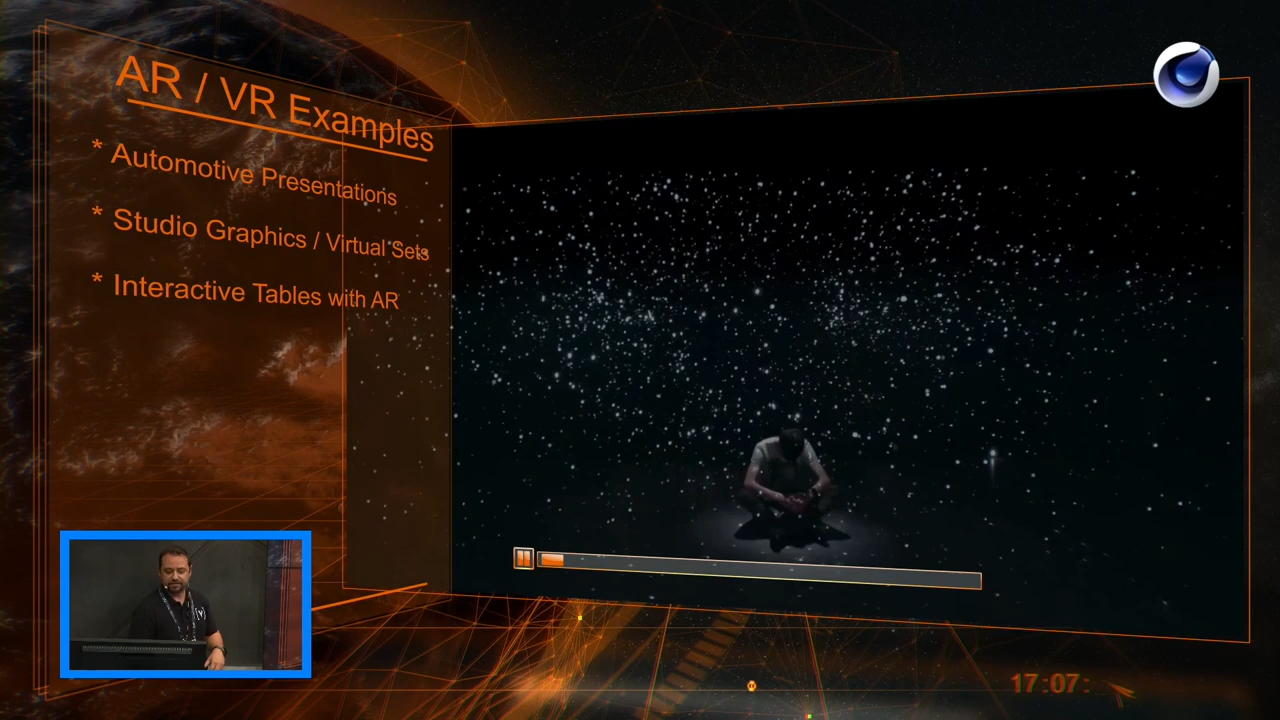 AR / VR Examples
* Automotive Presentations
* Studio Graphics / Virtual Sets
* Interactive Tables with AR
17:07: